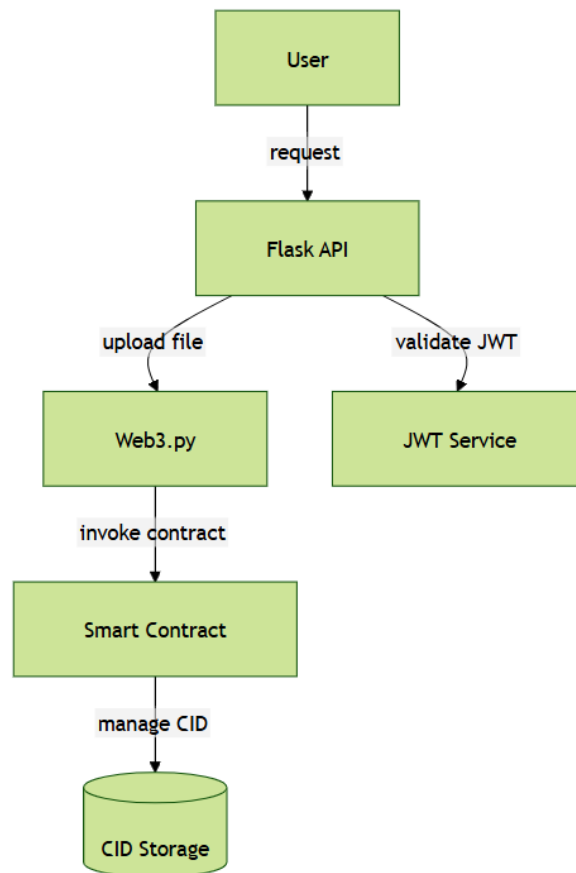 User
request
Flask API
upload file
validate JWT
Web3.py
JWT Service
invoke contract
Smart Contract
manage CID
CID Storage